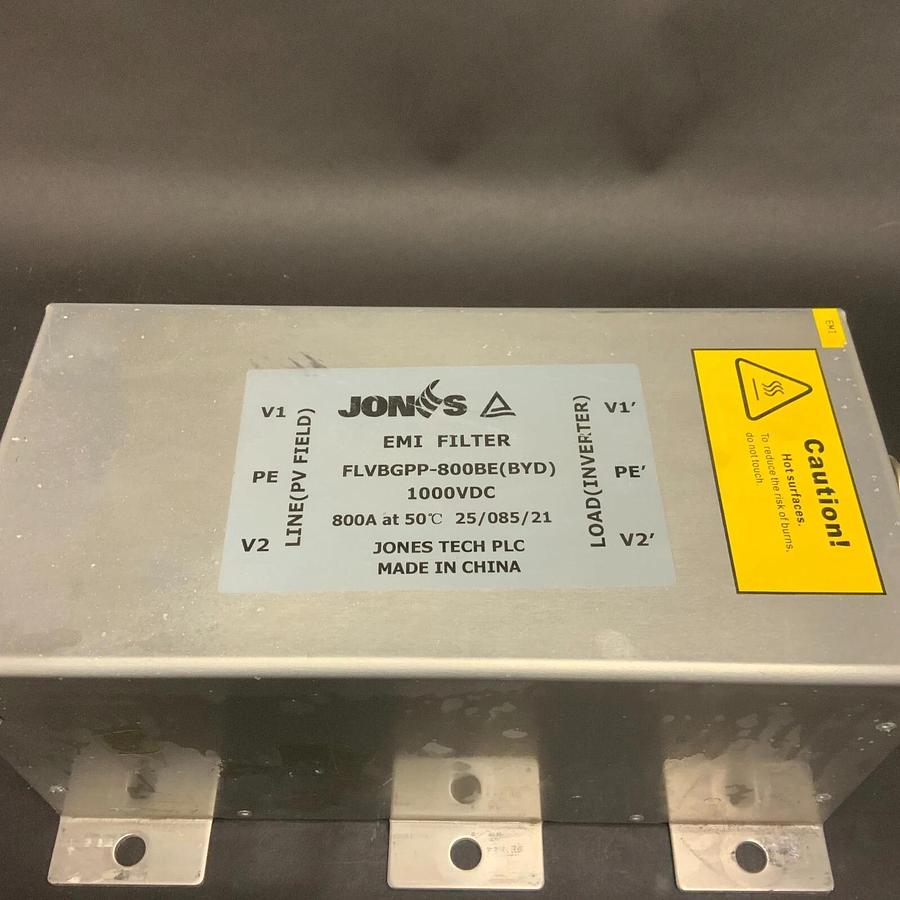 EMI
V1
PE
V2
LINE(PV FIELD)
JONES
EMI FILTER
FLVBGPP-800BE(BYD)
1000VDC
800A at 50℃ 25/085/21
JONES TECH PLC
MADE IN CHINA
LOAD(INVERTER)
V1'
PE'
V2'
Caution!
Hot surfaces.
To reduce the risk of burns,
do not touch.